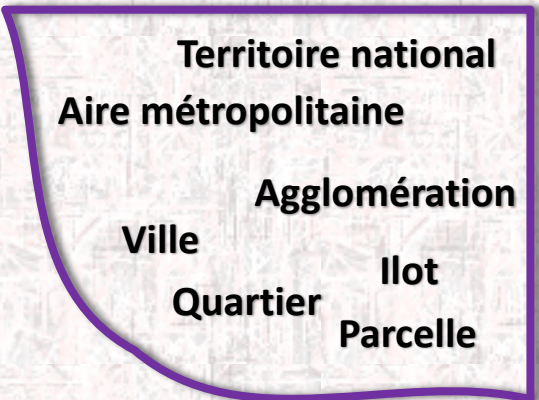 Territoire national
Aire métropolitaine
Agglomération
Ville
Ilot
Quartier
Parcelle